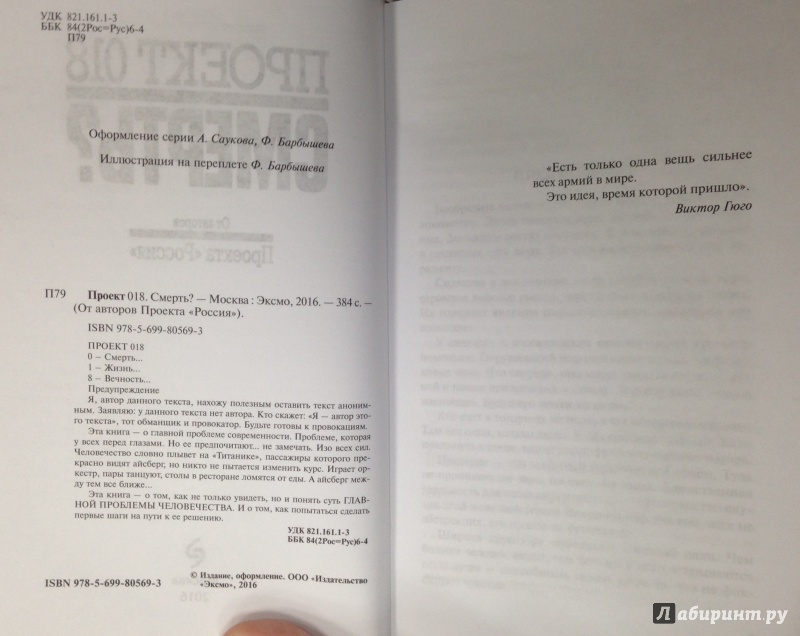 УДК 821.161.1-3
ББК 84(2Рос=Рус)6-4
П79
Оформление серии А. Саукова, Ф. Барбышева
Иллюстрация на переплете Ф. Барбышева
П79 Проект 018. Смерть? — Москва : Эксмо, 2016. — 384 с. —
(От авторов Проекта «Россия»).
ISBN 978-5-699-80569-3
ПРОЕКТ 018
0 – Смерть...
1 – Жизнь...
8 – Вечность...
Предупреждение
Я, автор данного текста, нахожу полезным оставить текст аноним-
ным. Заявляю: у данного текста нет автора. Кто скажет: «Я – автор это-
го текста», тот обманщик и провокатор. Будьте готовы к провокациям.
Эта книга – о главной проблеме современности. Проблеме, которая
у всех перед глазами. Но ее предпочитают... не замечать. Изо всех сил.
Человечество словно плывет на «Титанике», пассажиры которого пре-
красно видят айсберг, но никто не пытается изменить курс. Играет ор-
кестр, пары танцуют, столы в ресторане ломятся от еды. А айсберг меж-
ду тем все ближе...
Эта книга – о том, как не только увидеть, но и понять суть ГЛАВ-
НОЙ ПРОБЛЕМЫ ЧЕЛОВЕЧЕСТВА. И о том, как попытаться сделать
первые шаги на пути к ее решению.
УДК 821.161.1-3
ББК 84(2Рос=Рус)6-4
ISBN 978-5-699-80569-3
© Издание, оформление. ООО «Издательство
«Эксмо», 2016
«Есть только одна вещь сильнее
всех армий в мире.
Это идея, время которой пришло».
Виктор Гюго
Лабиринт.ру